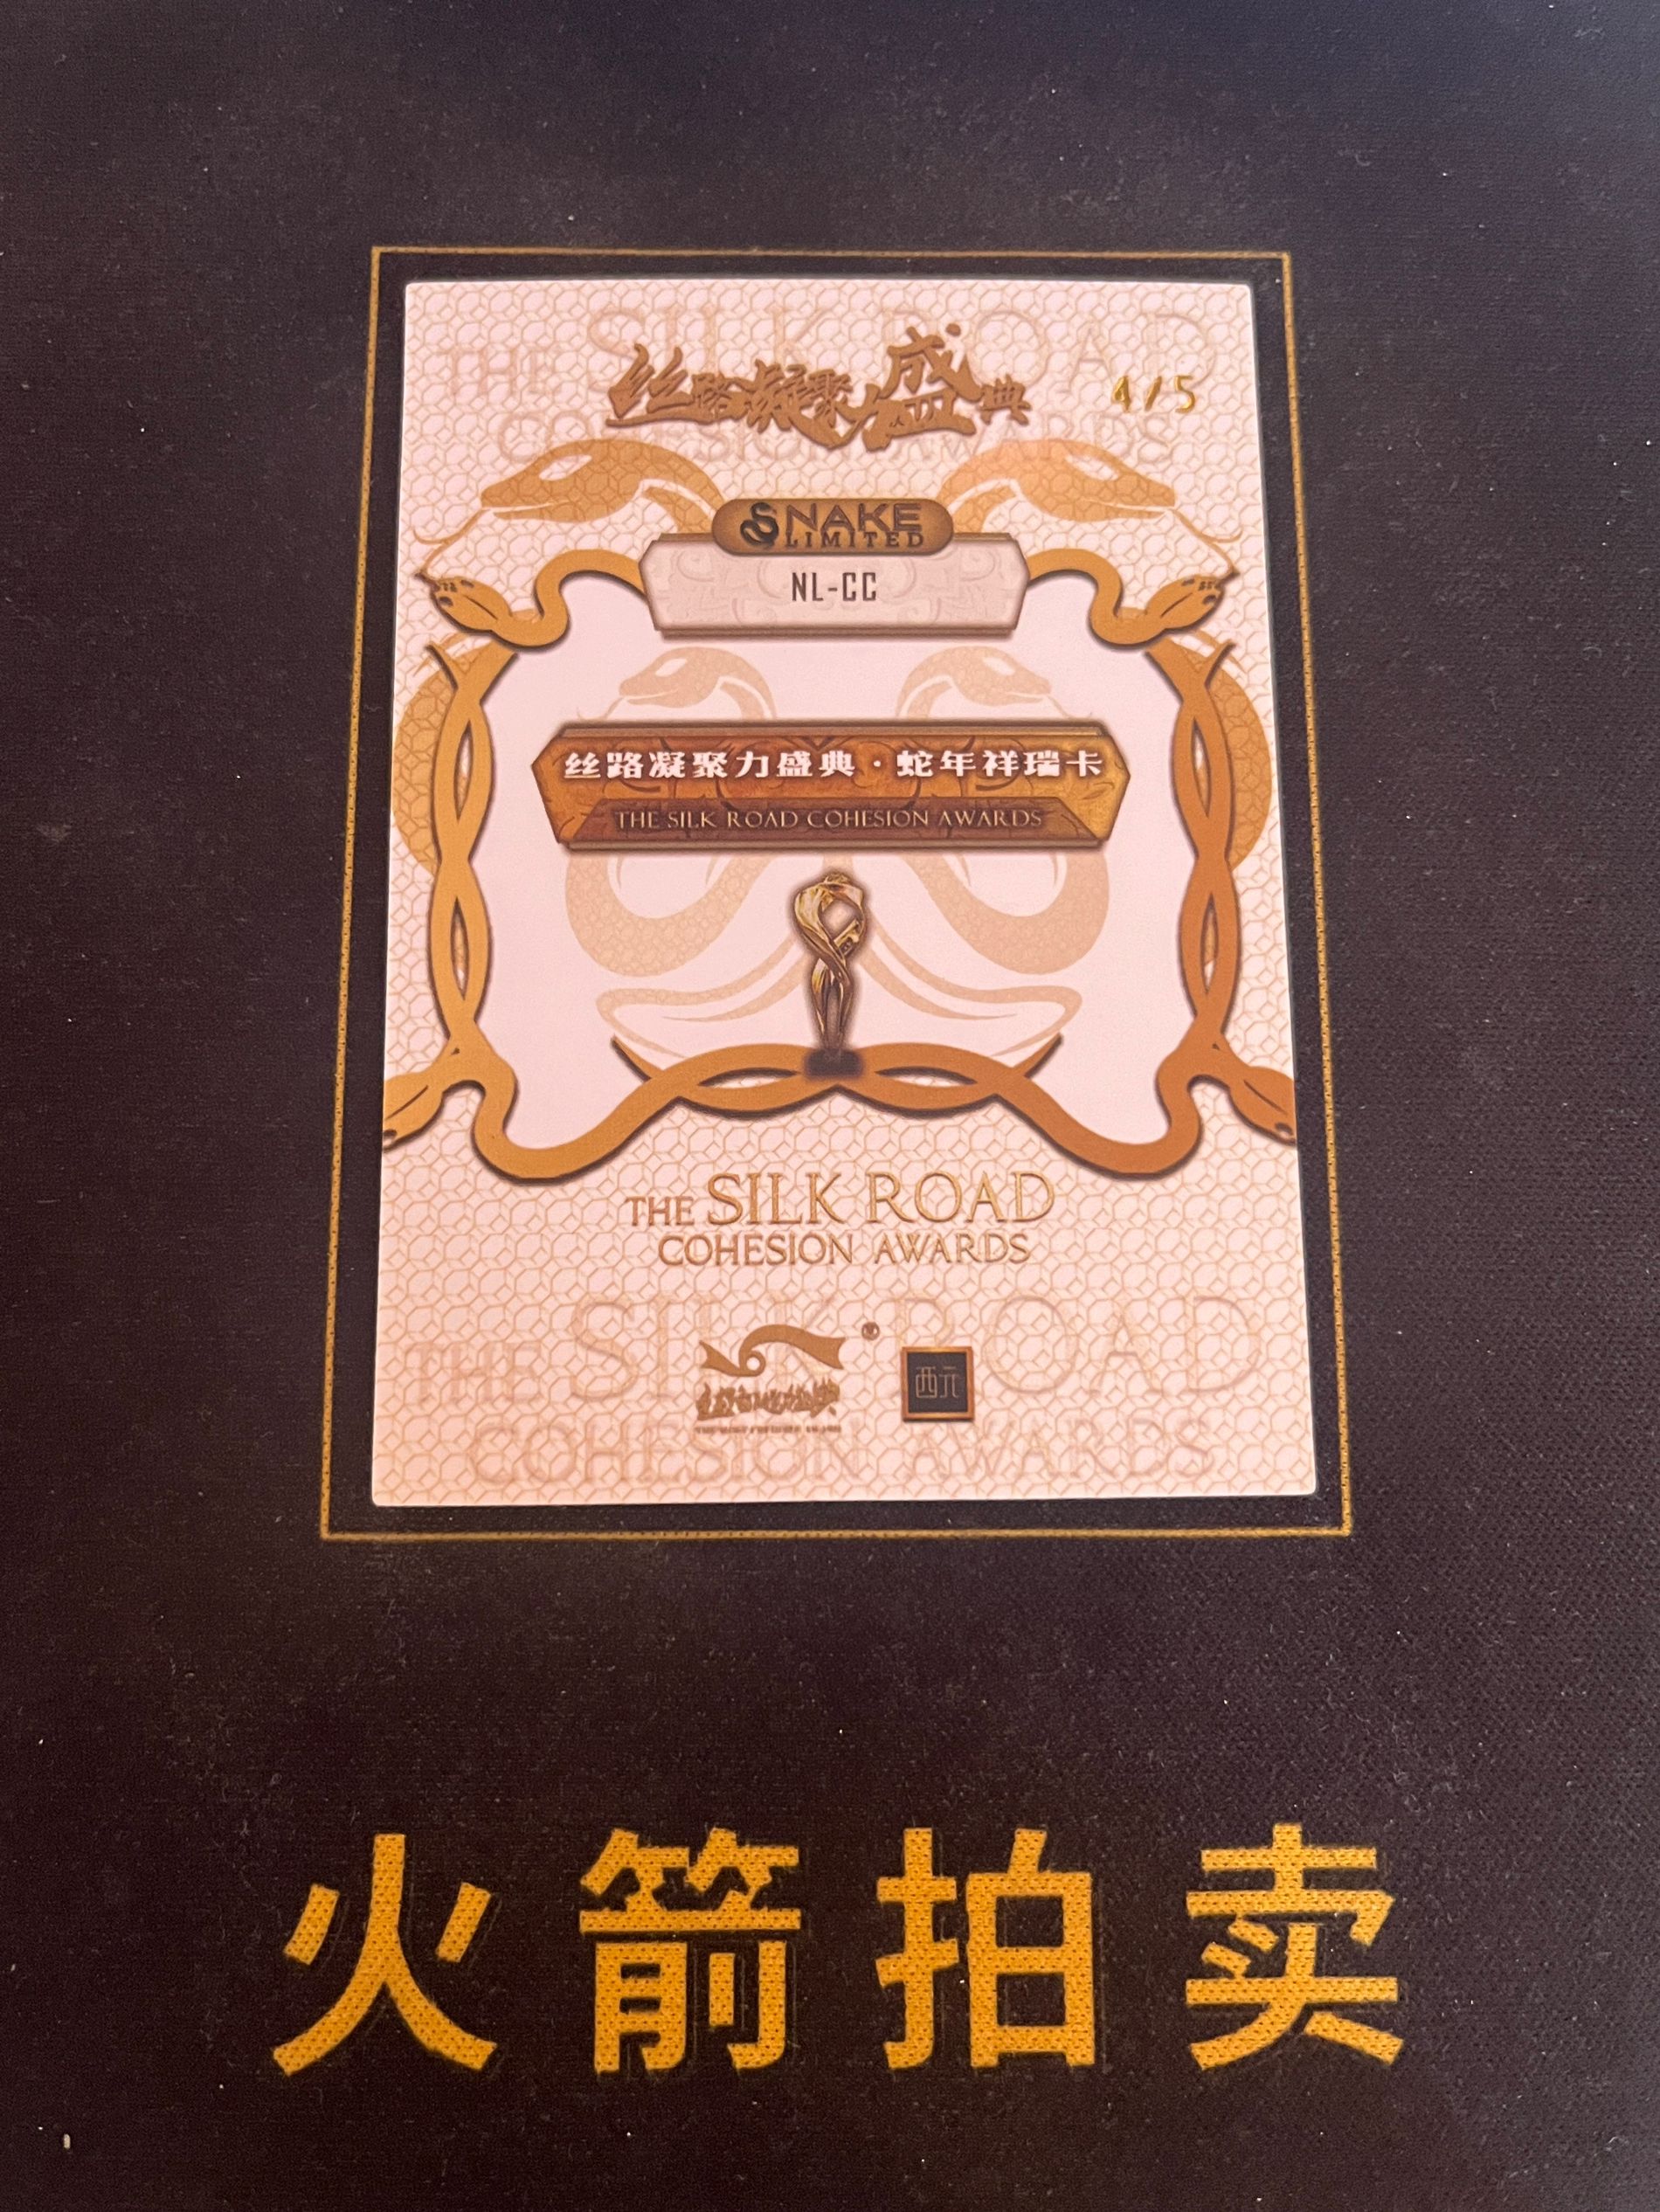 THE SILK ROAD
COHESION AWARDS
丝路凝聚力盛典
4/5
SNAKE
LIMITED
NL-CC
丝路凝聚力盛典·蛇年祥瑞卡
THE SILK ROAD COHESION AWARDS
THE SILK ROAD
COHESION AWARDS
THE SILK ROAD
COHESION AWARDS
®
西元
火箭拍卖